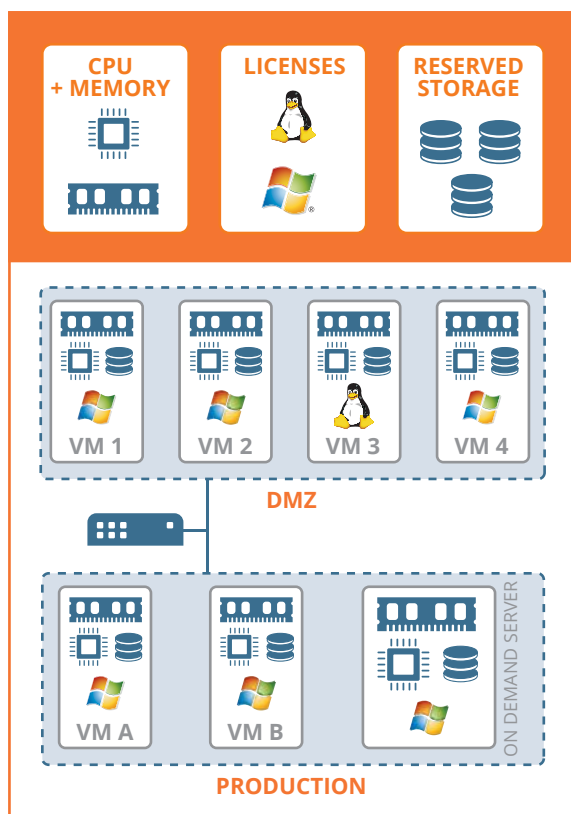 CPU
+ MEMORY
LICENSES
RESERVED
STORAGE
®
VM 1
VM 2
VM 3
VM 4
DMZ
VM A
VM B
ON DEMAND SERVER
PRODUCTION